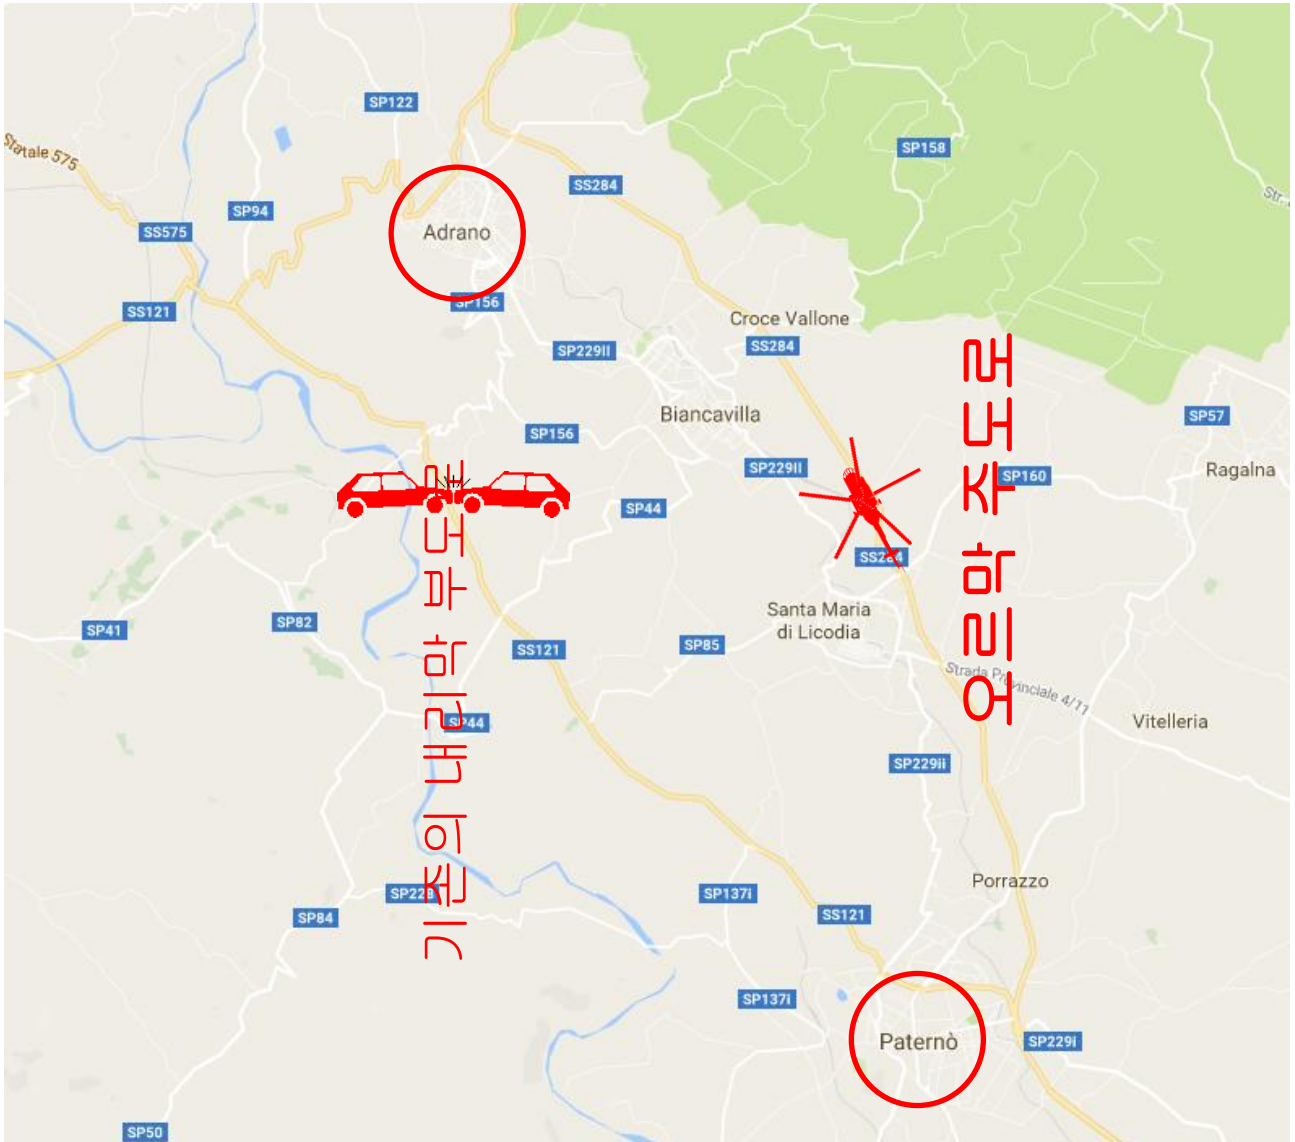 Statale 575
SP122
SP158
SS284
Str.
SP94
SS575
Adrano
SS121
SP156
Croce Vallone
SS284
SP229II
Biancavilla
SP57
SP156
SP229II
Ragalna
SP160
SP44
SS284
Santa Maria
di Licodia
SP41
SP82
SS121
SP85
Strada Provinciale 4/11
SP44
Vitelleria
SP229ii
Porrazzo
SP228
SP137i
SS121
SP84
SP137i
Paternò
SP229i
SP50
기존의 내리막 부도로
오르막 주도로